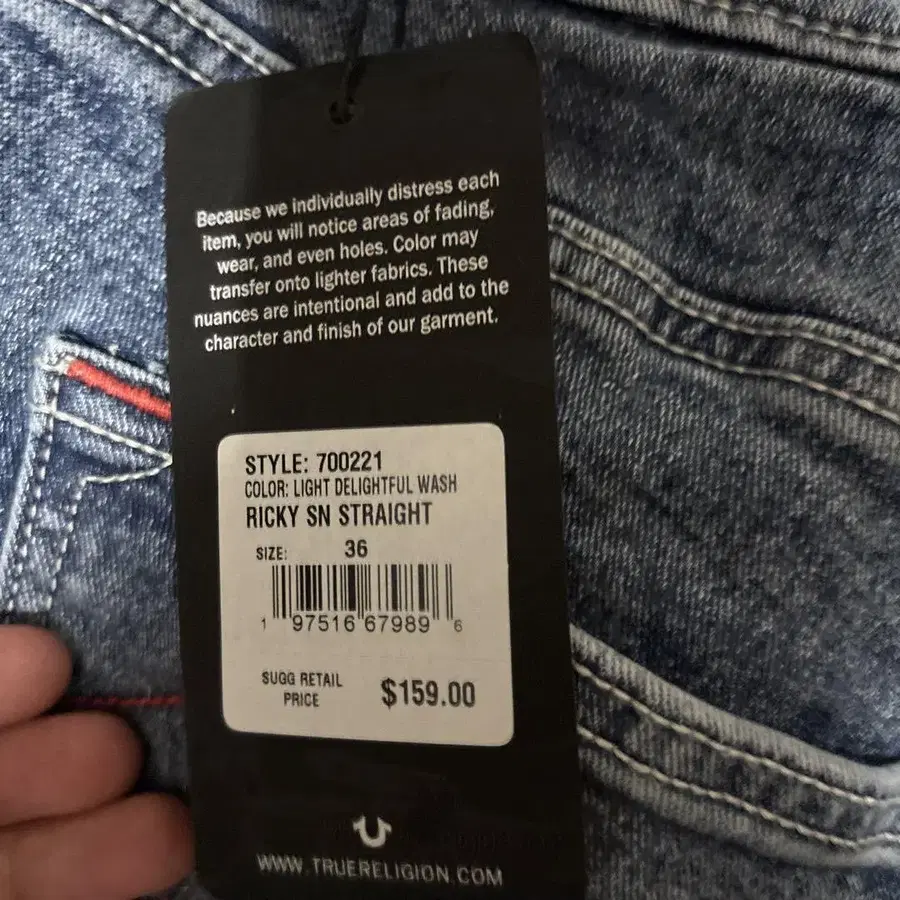 Because we individually distress each
item, you will notice areas of fading,
wear, and even holes. Color may
transfer onto lighter fabrics. These
nuances are intentional and add to the
character and finish of our garment.
STYLE: 700221
COLOR: LIGHT DELIGHTFUL WASH
RICKY SN STRAIGHT
SIZE: 36
1 97516 67989 6
SUGG RETAIL
PRICE $159.00
WWW.TRUERELIGION.COM